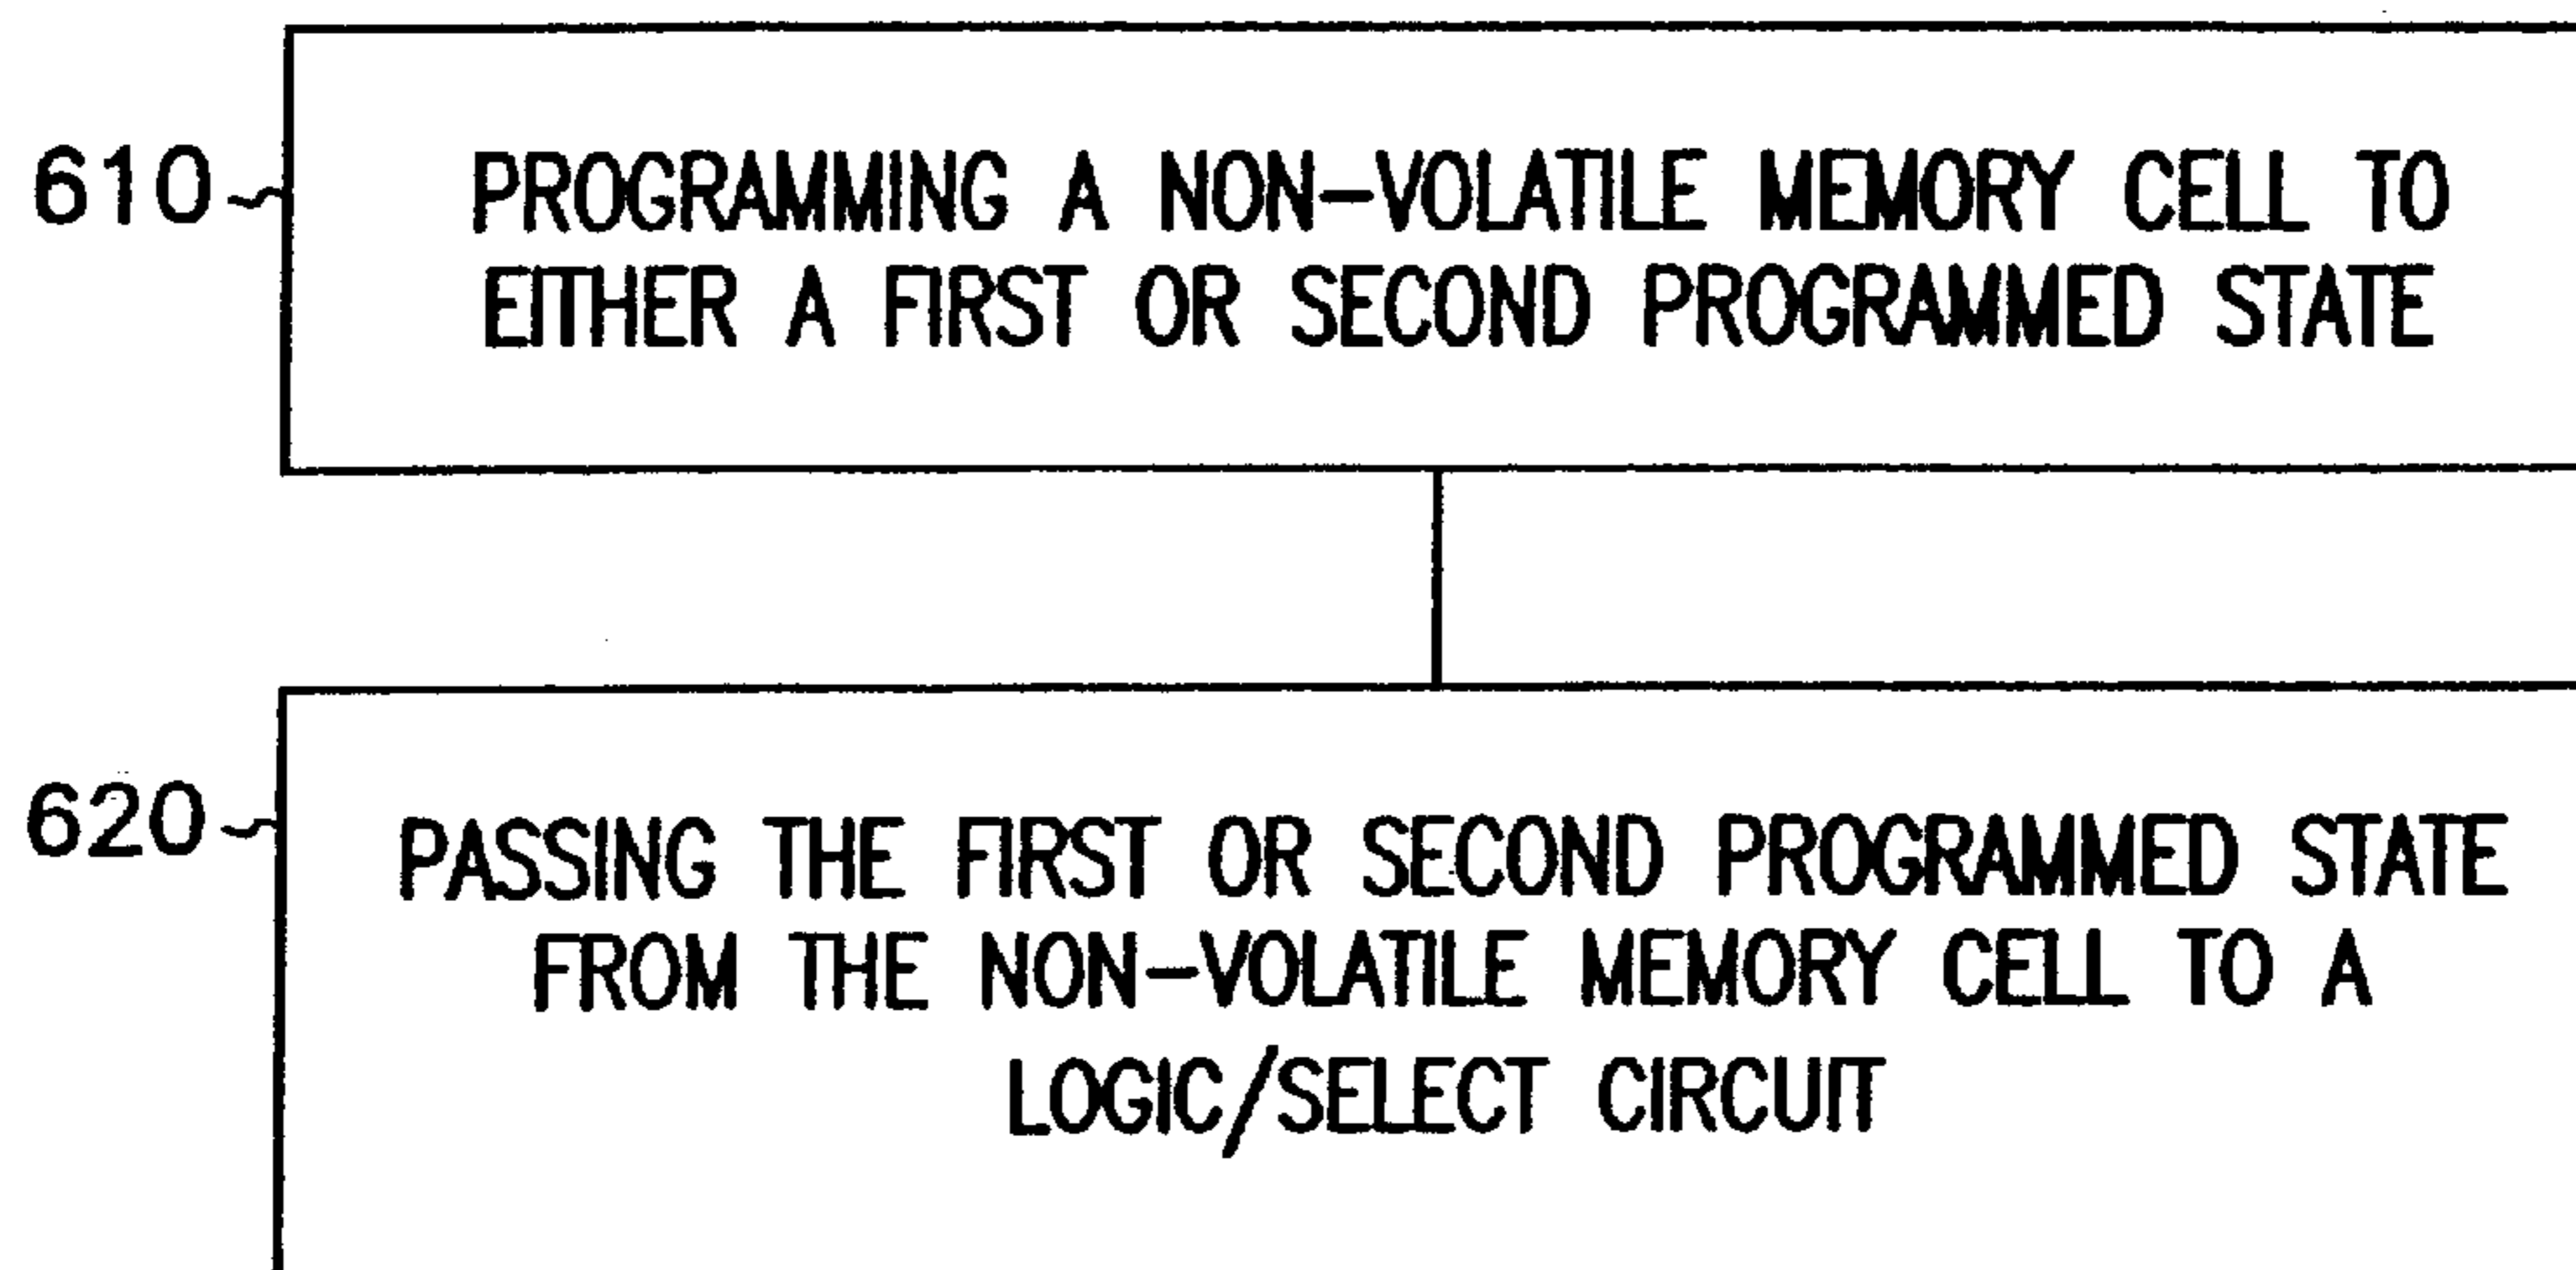 610
PROGRAMMING A NON-VOLATILE MEMORY CELL TO
EITHER A FIRST OR SECOND PROGRAMMED STATE
620
PASSING THE FIRST OR SECOND PROGRAMMED STATE
FROM THE NON-VOLATILE MEMORY CELL TO A
LOGIC/SELECT CIRCUIT